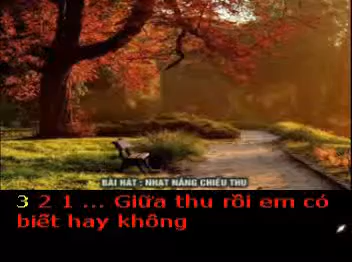 BÀI HÁT : NHẠT NẮNG CHIỀU THU
3 2 1 ... Giữa thu rồi em có
biết hay không